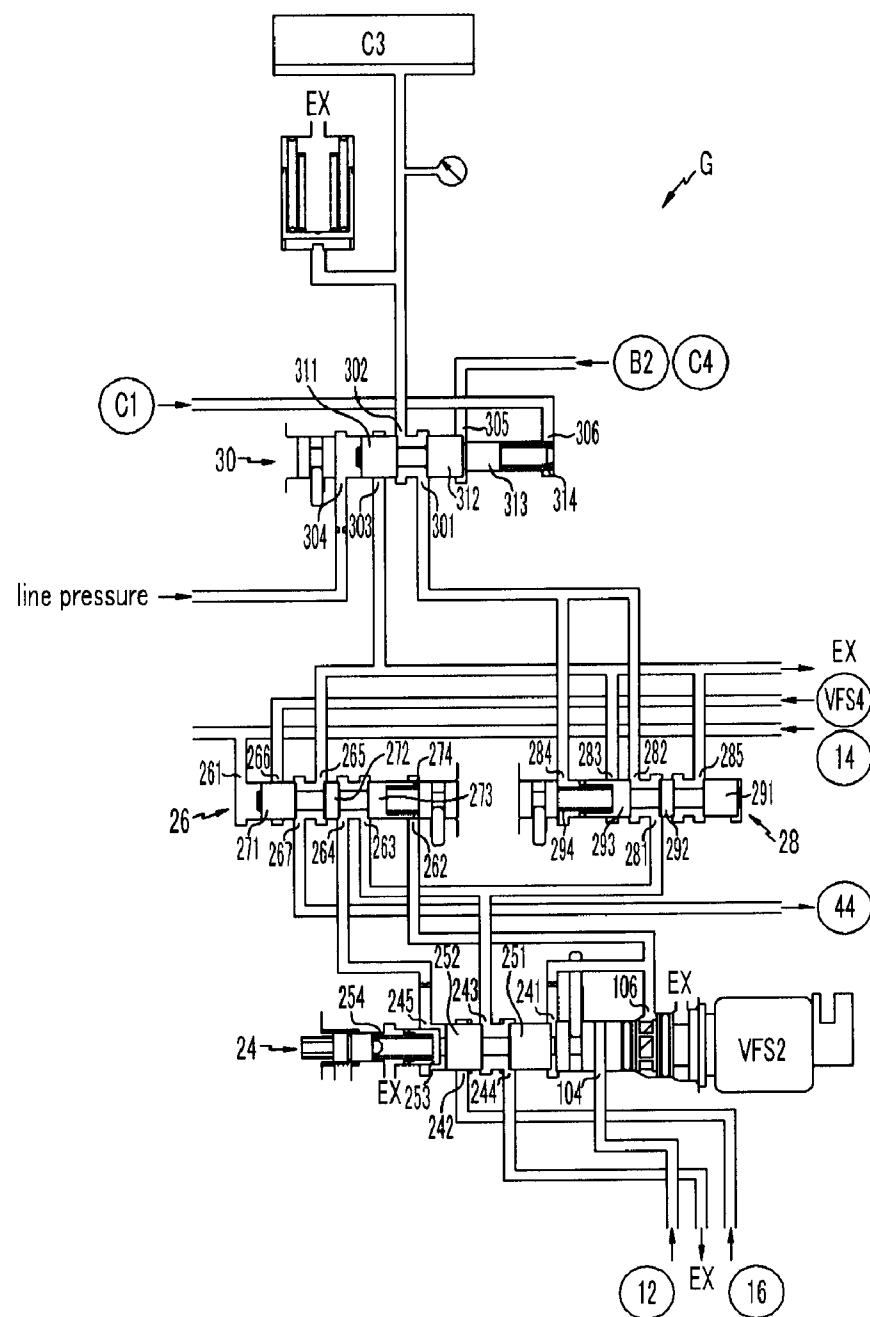 C3
EX
G
B2 C4
311 302
C1
305
306
30
312 313 314
304 303 301
line pressure
EX
VFS4
272 274
284 283 282 285
14
261 266 265
273
291
26
271 267 264 263 262
294 293 281 292
28
44
252 243 251 241 106 EX
254 245
24
VFS2
EX 253 242 244 104
12 EX 16